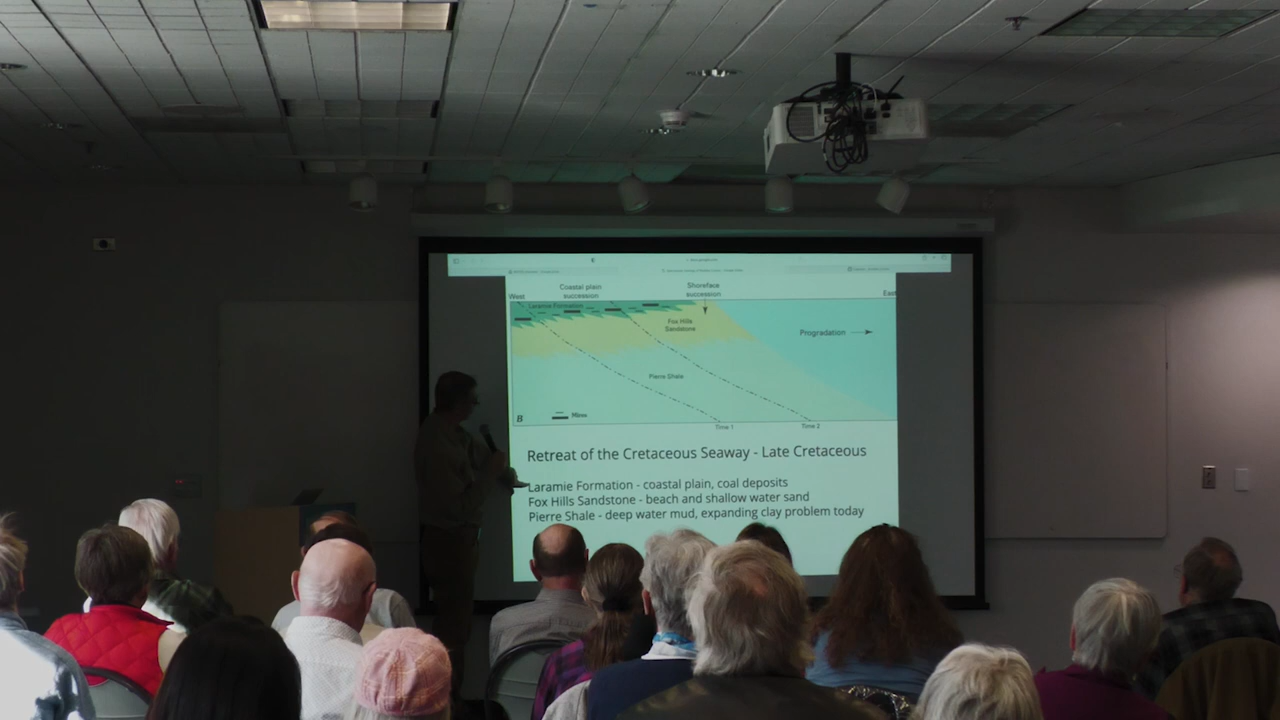 Coastal plain
succession
Shoreface
succession
West
East
Laramie Formation
Fox Hills
Sandstone
Progradation
Pierre Shale
B
Mires
Time 1
Time 2
Retreat of the Cretaceous Seaway - Late Cretaceous
Laramie Formation - coastal plain, coal deposits
Fox Hills Sandstone - beach and shallow water sand
Pierre Shale - deep water mud, expanding clay problem today